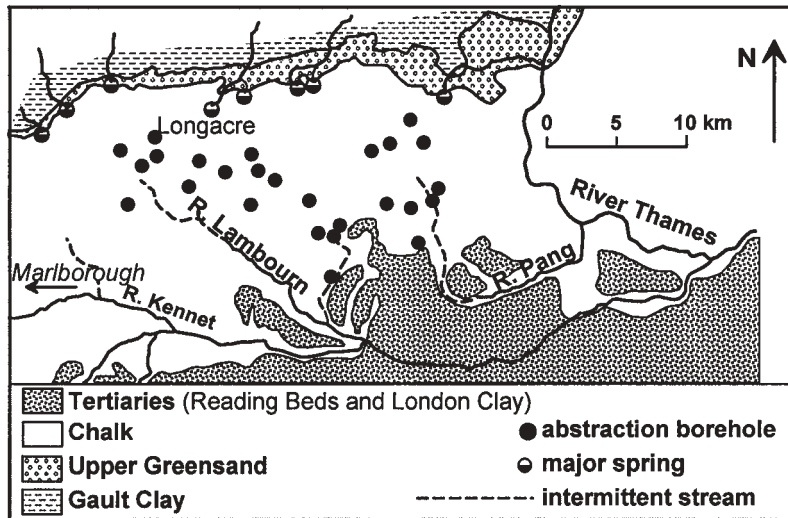 N
Longacre
0 5 10 km
River Thames
R. Lambourn
Marlborough
R. Pang
R. Kennet
Tertiaries (Reading Beds and London Clay)
Chalk
abstraction borehole
Upper Greensand
major spring
Gault Clay
intermittent stream